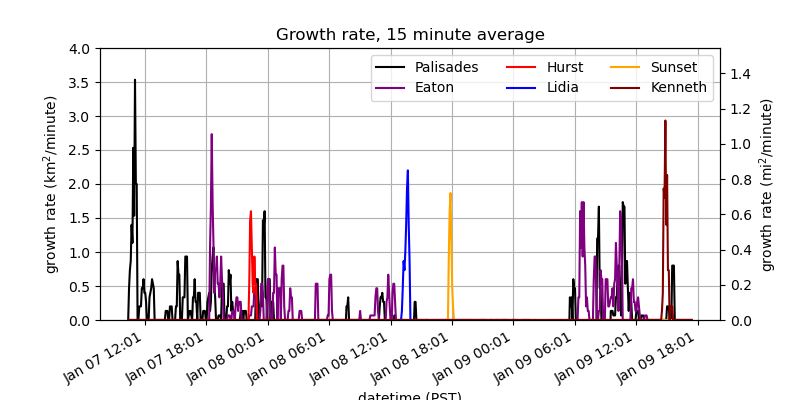 Growth rate, 15 minute average
growth rate (km²/minute)
4.0
3.5
3.0
2.5
2.0
1.5
1.0
0.5
0.0
Palisades Hurst Sunset
Eaton Lidia Kenneth
1.4
1.2
1.0
0.8
0.6
0.4
0.2
0.0
growth rate (mi²/minute)
Jan 07 12:01
Jan 07 18:01
Jan 08 00:01
Jan 08 06:01
Jan 08 12:01
Jan 08 18:01
Jan 09 00:01
Jan 09 06:01
Jan 09 12:01
Jan 09 18:01
datetime (PST)